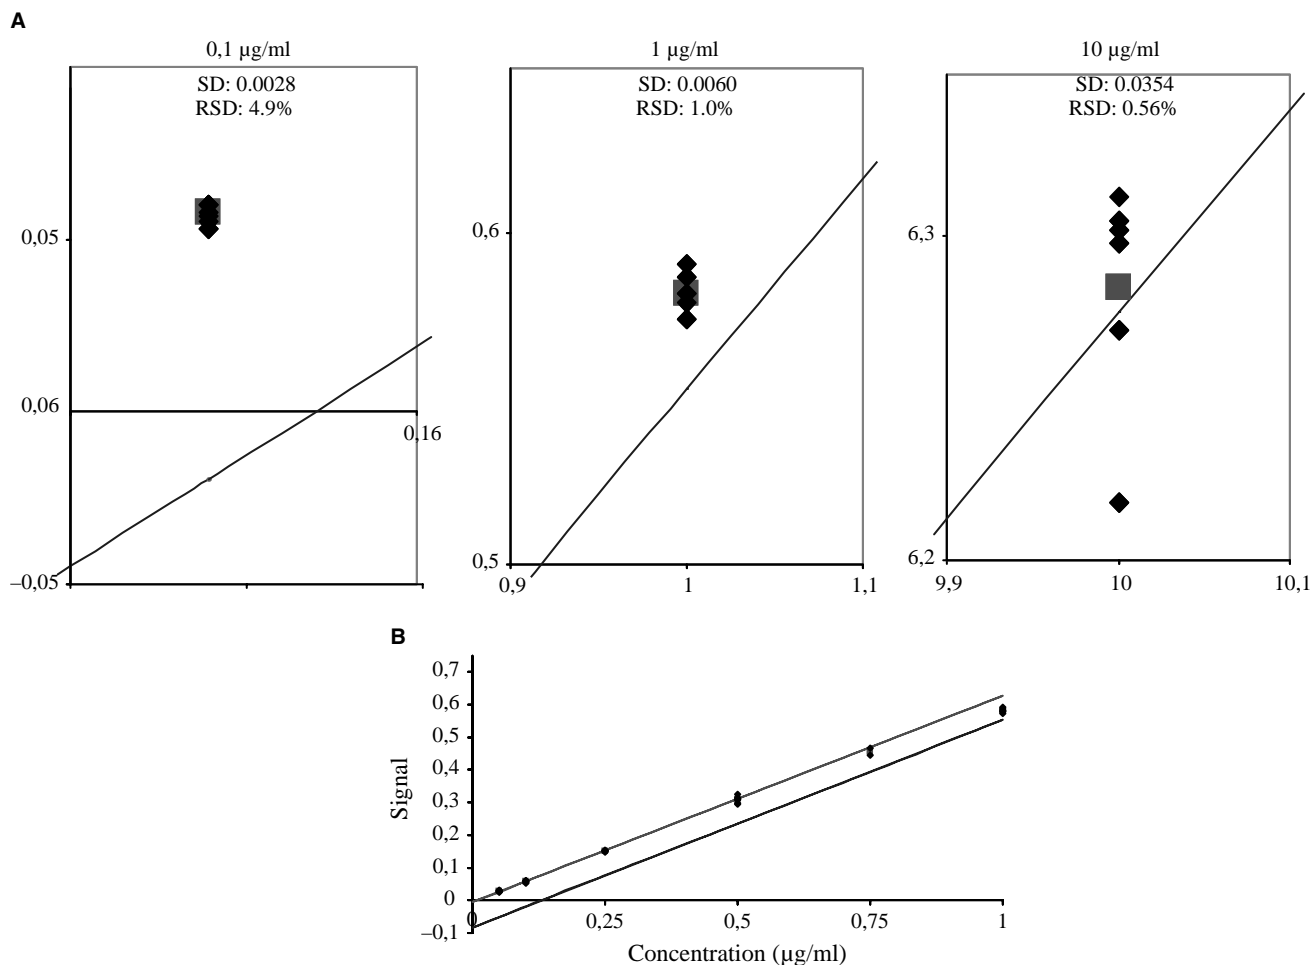 A
0,1 µg/ml
SD: 0.0028
RSD: 4.9%
0,05
0,06
0,16
–0,05
1 µg/ml
SD: 0.0060
RSD: 1.0%
0,6
0,5
0,9
1
1,1
10 µg/ml
SD: 0.0354
RSD: 0.56%
6,3
6,2
9,9
10
10,1
B
Signal
0,7
0,6
0,5
0,4
0,3
0,2
0,1
0
–0,1
0
0,25
0,5
0,75
1
Concentration (µg/ml)